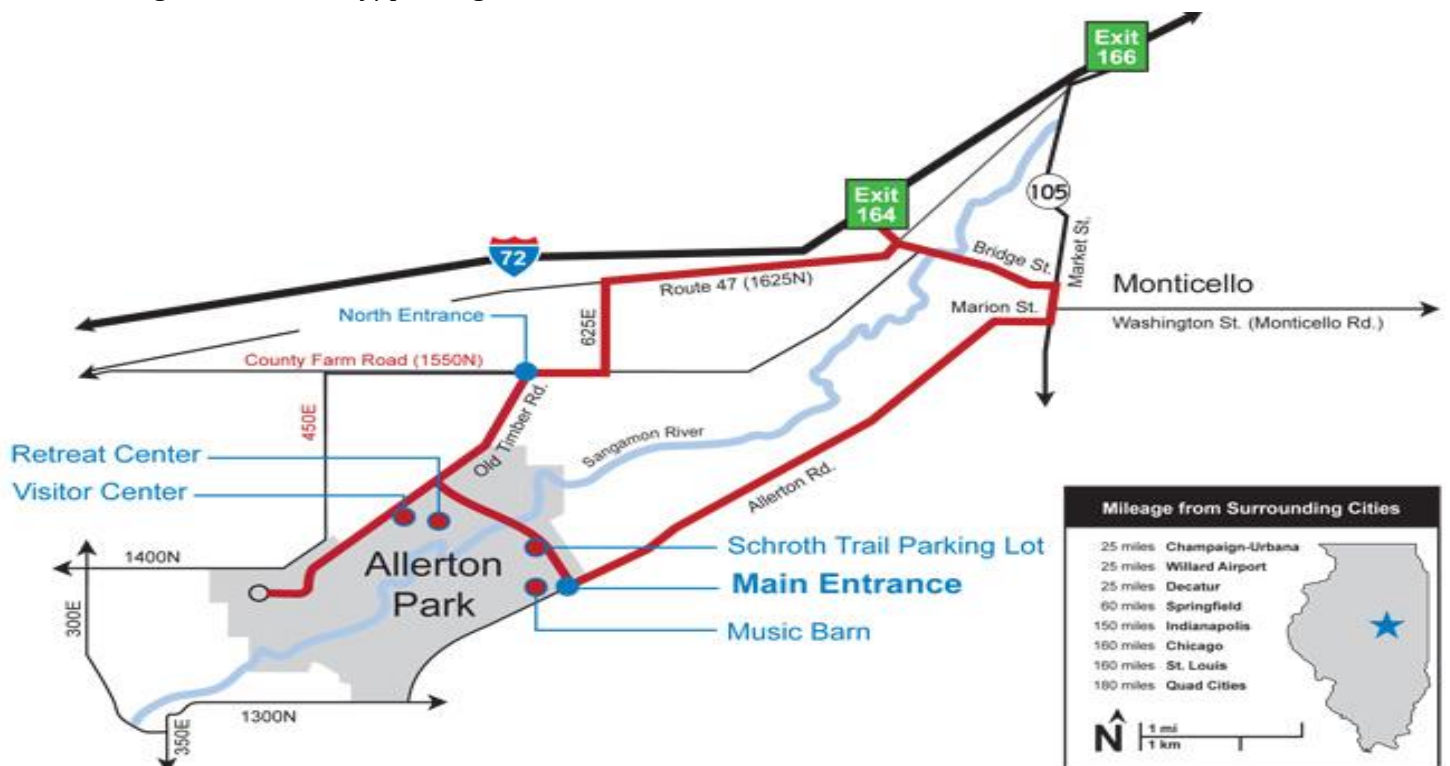 Exit
166
Exit
164
105
Market St.
72
Bridge St.
Monticello
Route 47 (1625N)
Marion St.
Washington St. (Monticello Rd.)
North Entrance
625E
County Farm Road (1550N)
Old Timber Rd.
450E
Sangamon River
Retreat Center
Visitor Center
Allerton Rd.
Schroth Trail Parking Lot
1400N
Allerton
Park
Main Entrance
300E
Music Barn
1300N
350E
Mileage from Surrounding Cities
25 miles Champaign-Urbana
25 miles Willard Airport
25 miles Decatur
60 miles Springfield
150 miles Indianapolis
160 miles Chicago
160 miles St. Louis
180 miles Quad Cities
N
1 mi
1 km